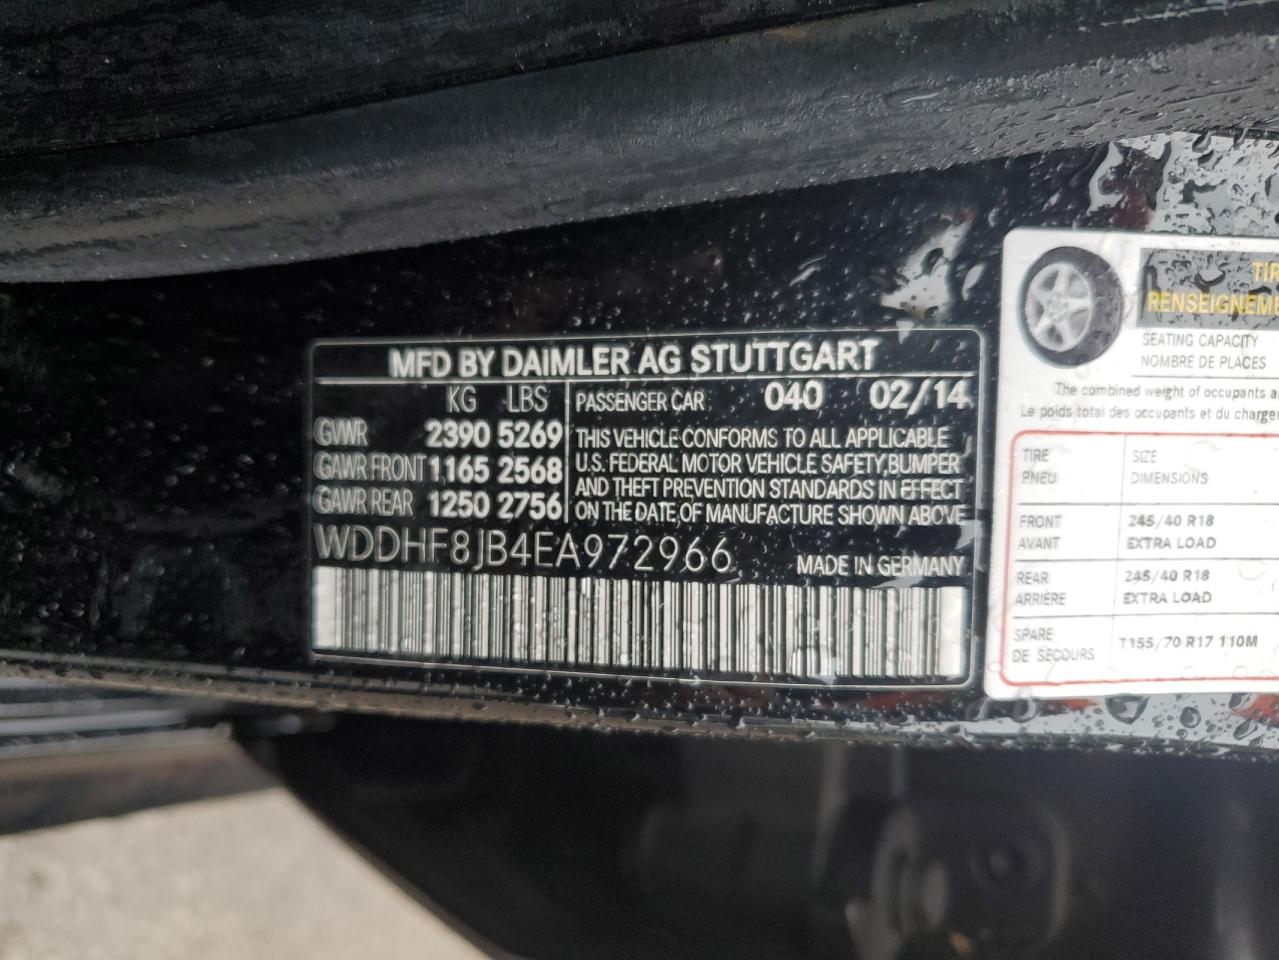 MFD BY DAIMLER AG STUTTGART
KG LBS
GVWR 2390 5269
GAWR FRONT 1165 2568
GAWR REAR 1250 2756
PASSENGER CAR 040 02/14
THIS VEHICLE CONFORMS TO ALL APPLICABLE
U.S. FEDERAL MOTOR VEHICLE SAFETY,BUMPER
AND THEFT PREVENTION STANDARDS IN EFFECT
ON THE DATE OF MANUFACTURE SHOWN ABOVE
WDDHF8JB4EA972966 MADE IN GERMANY
SEATING CAPACITY
NOMBRE DE PLACES
The combined weight of occupants
Le poids total des occupants et du
TIRE SIZE
PNEU DIMENSIONS
FRONT 245/40 R18
AVANT EXTRA LOAD
REAR 245/40 R18
ARRIÈRE EXTRA LOAD
SPARE T155/70 R17 110M
DE SECOURS